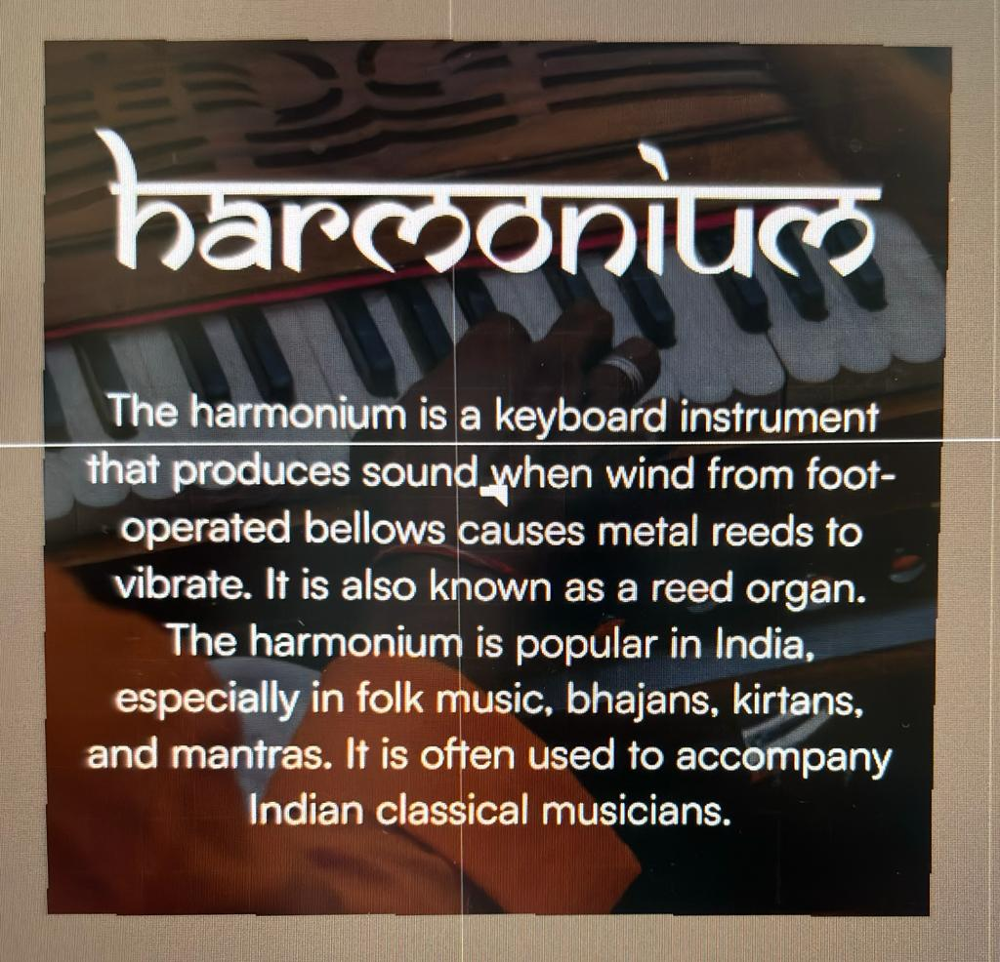 harmonium
The harmonium is a keyboard instrument
that produces sound when wind from foot-
operated bellows causes metal reeds to
vibrate. It is also known as a reed organ.
The harmonium is popular in India,
especially in folk music, bhajans, kirtans,
and mantras. It is often used to accompany
Indian classical musicians.